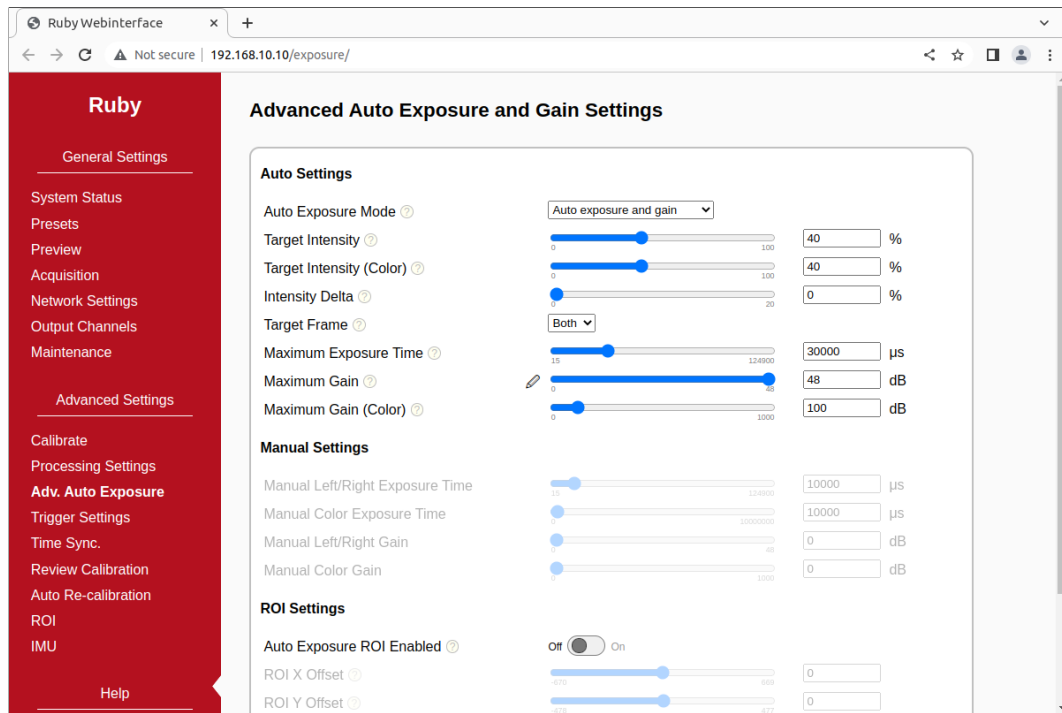 Ruby Webinterface
Not secure 192.168.10.10/exposure/
Ruby
General Settings
System Status
Presets
Preview
Acquisition
Network Settings
Output Channels
Maintenance
Advanced Settings
Calibrate
Processing Settings
Adv. Auto Exposure
Trigger Settings
Time Sync.
Review Calibration
Auto Re-calibration
ROI
IMU
Help
Advanced Auto Exposure and Gain Settings
Auto Settings
Auto Exposure Mode ? Auto exposure and gain
Target Intensity ? 0 100 40 %
Target Intensity (Color) ? 0 100 40 %
Intensity Delta ? 0 20 0 %
Target Frame ? Both
Maximum Exposure Time ? 15 124900 30000 µs
Maximum Gain ? 0 48 48 dB
Maximum Gain (Color) ? 0 1000 100 dB
Manual Settings
Manual Left/Right Exposure Time 15 124900 10000 µs
Manual Color Exposure Time 0 10000000 10000 µs
Manual Left/Right Gain 0 48 0 dB
Manual Color Gain 0 1000 0 dB
ROI Settings
Auto Exposure ROI Enabled ? Off On
ROI X Offset ? 0
ROI Y Offset ? 0